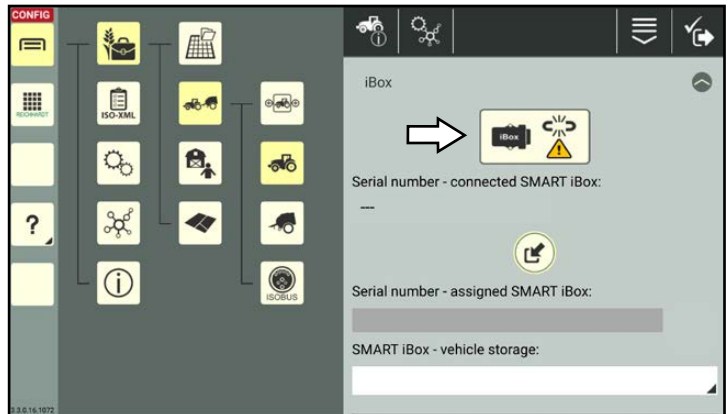 CONFIG
REICHHARDT
ISO-XML
?
ISOBUS
3.3.0.16.1072
iBox
iBox
Serial number - connected SMART iBox:
---
Serial number - assigned SMART iBox:
SMART iBox - vehicle storage: